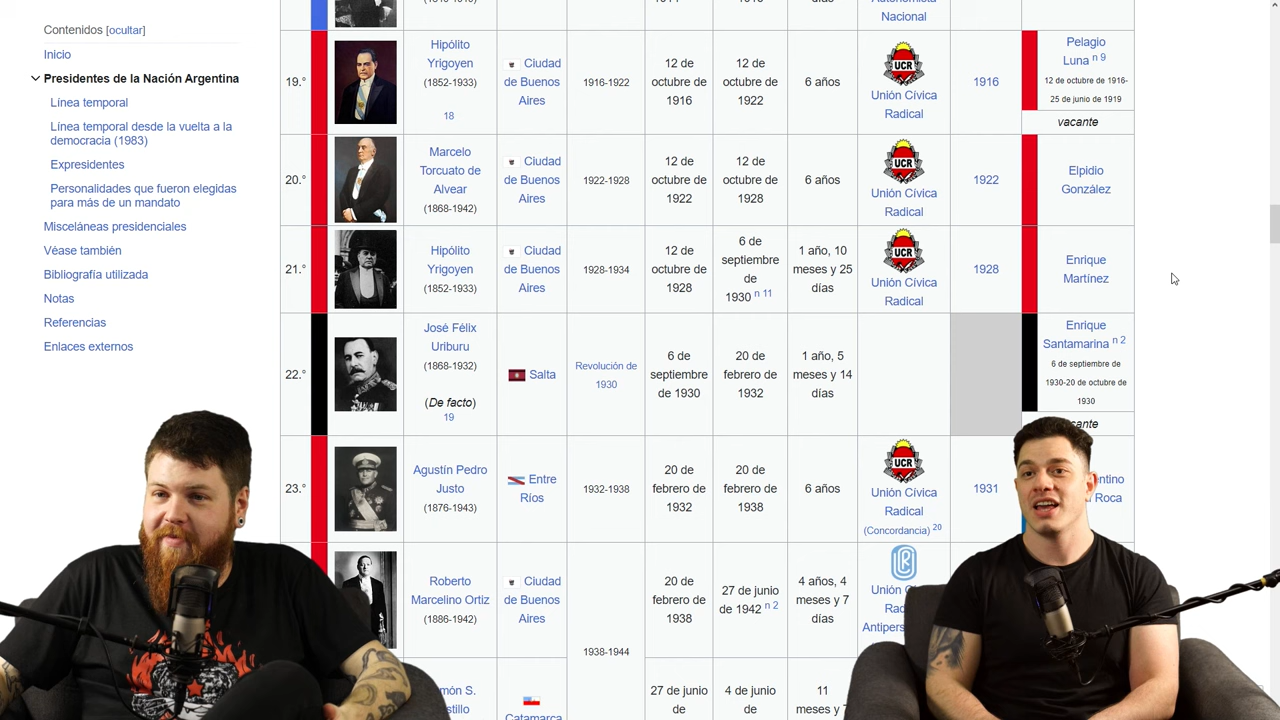 Contenidos [ocultar]
Inicio
Presidentes de la Nación Argentina
Línea temporal
Línea temporal desde la vuelta a la
democracia (1983)
Expresidentes
Personalidades que fueron elegidas
para más de un mandato
Misceláneas presidenciales
Véase también
Bibliografía utilizada
Notas
Referencias
Enlaces externos
días
Autonomista
Nacional
19.°
Hipólito
Yrigoyen
(1852-1933)
18
Ciudad
de Buenos
Aires
1916-1922
12 de
octubre de
1916
12 de
octubre de
1922
6 años
UCR
Unión Cívica
Radical
1916
Pelagio
Luna n 9
12 de octubre de 1916-
25 de junio de 1919
vacante
20.°
Marcelo
Torcuato de
Alvear
(1868-1942)
Ciudad
de Buenos
Aires
1922-1928
12 de
octubre de
1922
12 de
octubre de
1928
6 años
UCR
Unión Cívica
Radical
1922
Elpidio
González
21.°
Hipólito
Yrigoyen
(1852-1933)
Ciudad
de Buenos
Aires
1928-1934
12 de
octubre de
1928
6 de
septiembre
de
1930 n 11
1 año, 10
meses y 25
días
UCR
Unión Cívica
Radical
1928
Enrique
Martínez
22.°
José Félix
Uriburu
(1868-1932)
(De facto)
19
Salta
Revolución de
1930
6 de
septiembre
de 1930
20 de
febrero de
1932
1 año, 5
meses y 14
días
Enrique
Santamarina n 2
6 de septiembre de
1930-20 de octubre de
1930
23.°
Agustín Pedro
Justo
(1876-1943)
Entre
Ríos
1932-1938
20 de
febrero de
1932
20 de
febrero de
1938
6 años
UCR
Unión Cívica
Radical
(Concordancia) 20
1931
Roca
Roberto
Marcelino Ortiz
(1886-1942)
Ciudad
de Buenos
Aires
1938-1944
20 de
febrero de
1938
27 de junio
de 1942 n 2
4 años, 4
meses y 7
días
27 de junio
de
4 de junio
de
11
meses y
S.
Catamarca